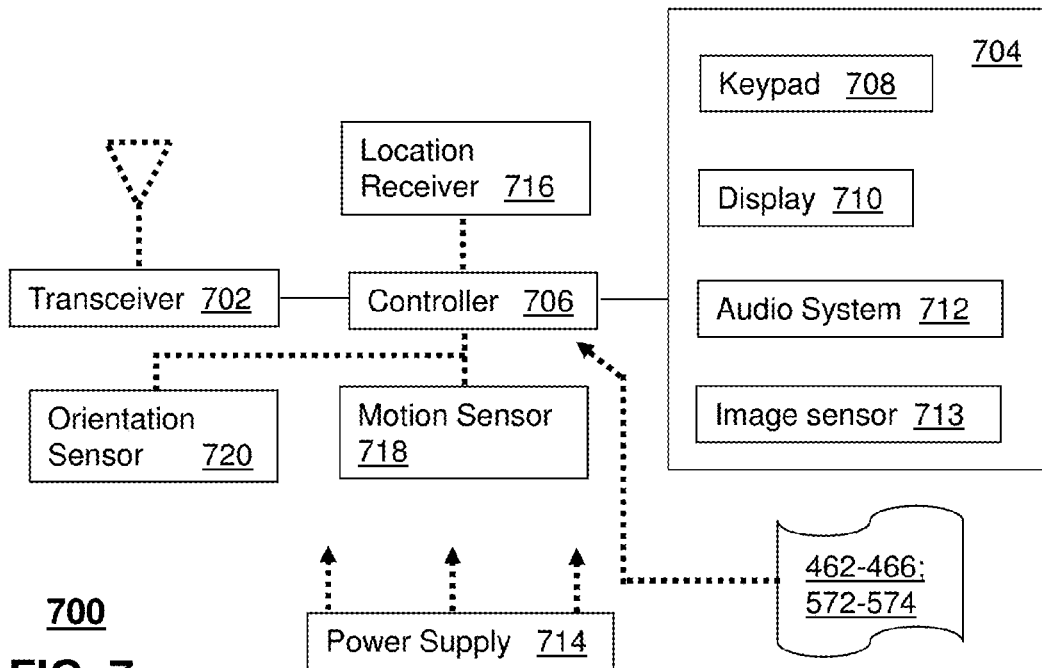 704
Keypad 708
Location
Receiver 716
Display 710
Transceiver 702
Controller 706
Audio System 712
Orientation
Sensor 720
Motion Sensor
718
Image sensor 713
462-466;
572-574
700
Power Supply 714
FIG. 7